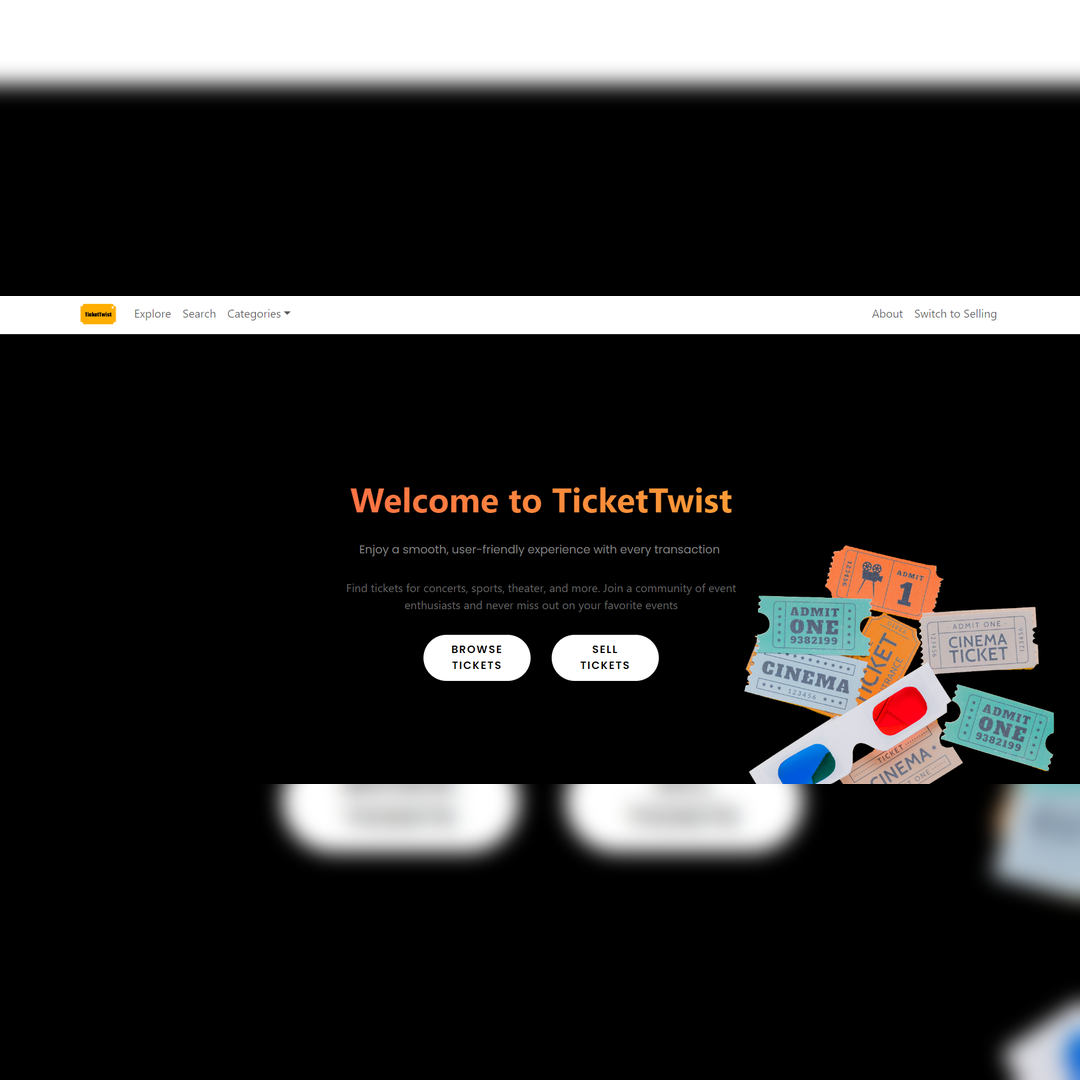 TicketTwist
Explore Search Categories
About Switch to Selling
Welcome to TicketTwist
Enjoy a smooth, user-friendly experience with every transaction
Find tickets for concerts, sports, theater, and more. Join a community of event
enthusiasts and never miss out on your favorite events
BROWSE
TICKETS
SELL
TICKETS
ADMIT
1
ADMIT
ONE
9382199
ADMIT ONE
CINEMA
TICKET
123456
123456
TICKET
CINEMA
123456
ADMIT
ONE
9382199
TICKET
CINEMA
ONE